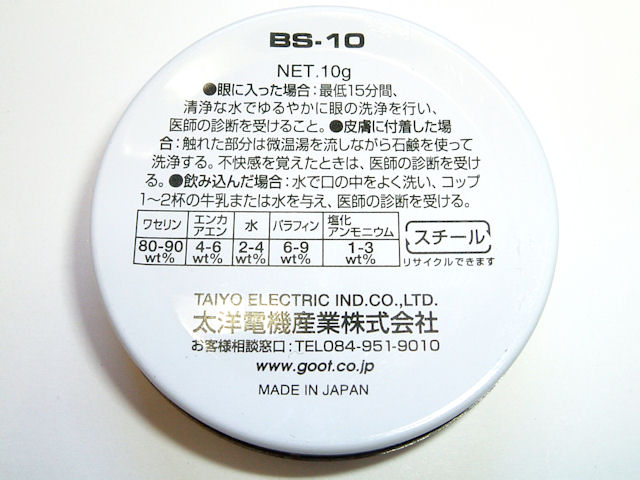 BS-10
NET.10g
●眼に入った場合:最低15分間、
清浄な水でゆるやかに眼の洗浄を行い、
医師の診断を受けること。●皮膚に付着した場
合:触れた部分は微温湯を流しながら石鹸を使って
洗浄する。不快感を覚えたときは、医師の診断を受け
る。●飲み込んだ場合:水で口の中をよく洗い、コップ
1〜2杯の牛乳または水を与え、医師の診断を受ける。
ワセリン エンカアエン 水 パラフィン 塩化アンモニウム
80-90wt% 4-6wt% 2-4wt% 6-9wt% 1-3wt%
スチール
リサイクルできます
TAIYO ELECTRIC IND.CO.,LTD.
太洋電機産業株式会社
お客様相談窓口:TEL084-951-9010
www.goot.co.jp
MADE IN JAPAN